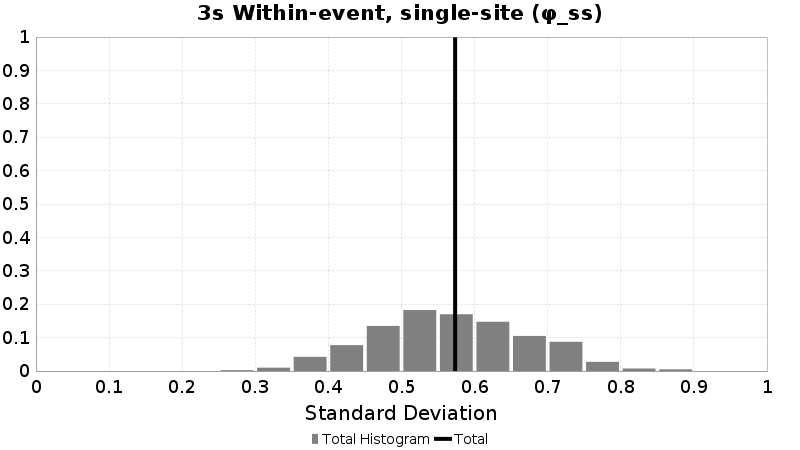 3s Within-event, single-site (φ_ss)
1
0.9
0.8
0.7
0.6
0.5
0.4
0.3
0.2
0.1
0
0 0.1 0.2 0.3 0.4 0.5 0.6 0.7 0.8 0.9 1
Standard Deviation
Total Histogram Total